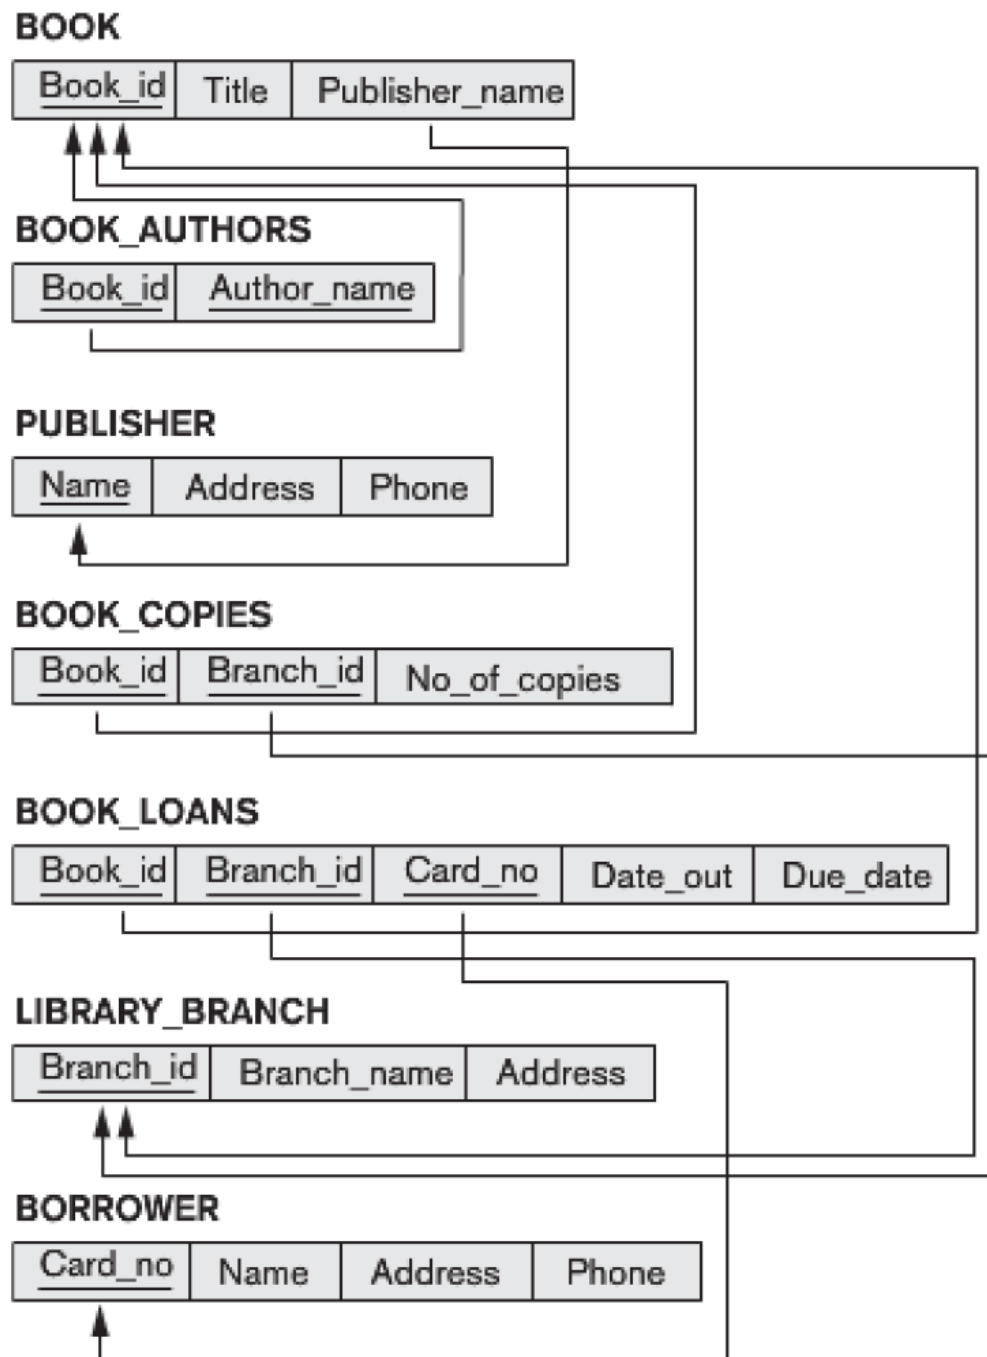 BOOK
Book_id Title Publisher_name
BOOK_AUTHORS
Book_id Author_name
PUBLISHER
Name Address Phone
BOOK_COPIES
Book_id Branch_id No_of_copies
BOOK_LOANS
Book_id Branch_id Card_no Date_out Due_date
LIBRARY_BRANCH
Branch_id Branch_name Address
BORROWER
Card_no Name Address Phone